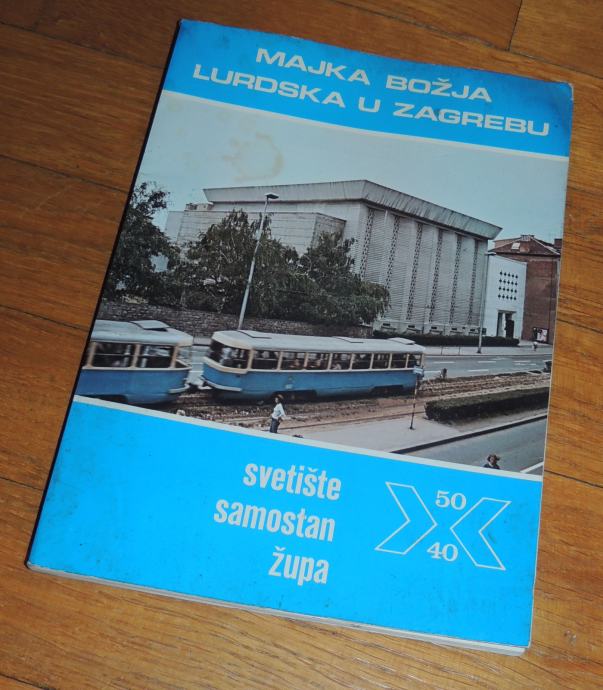 MAJKA BOŽJA
LURDSKA U ZAGREBU
svetište
samostan
župa
50
40